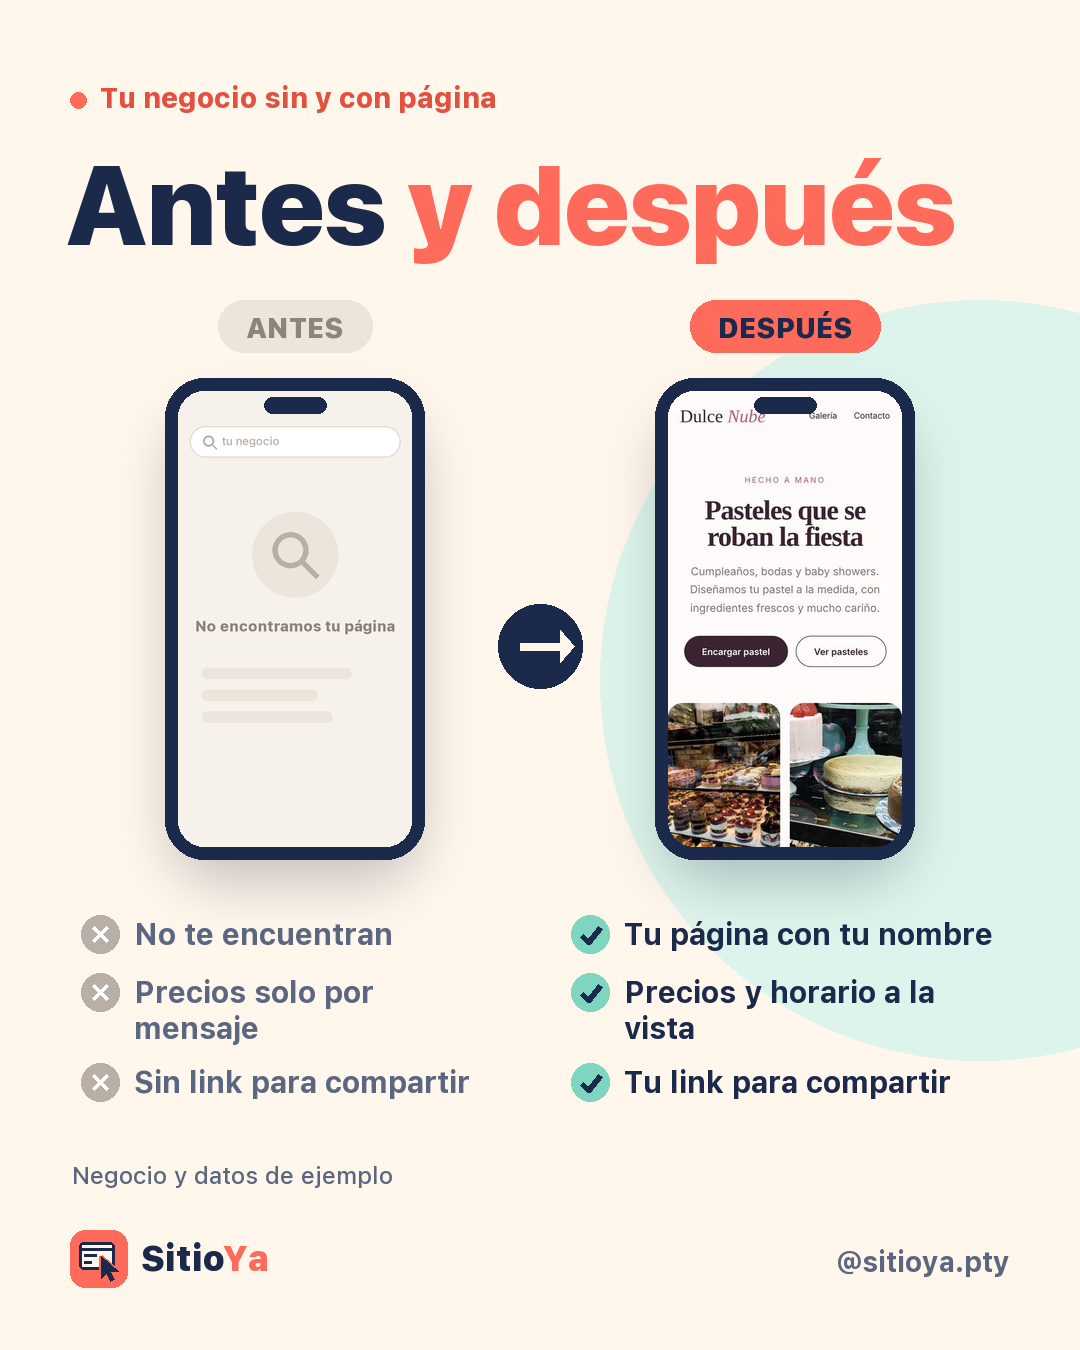 Tu negocio sin y con página
Antes y después
ANTES
DESPUÉS
tu negocio
No encontramos tu página
Dulce Nube
Galería
Contacto
HECHO A MANO
Pasteles que se
roban la fiesta
Cumpleaños, bodas y baby showers.
Diseñamos tu pastel a la medida, con
ingredientes frescos y mucho cariño.
Encargar pastel
Ver pasteles
No te encuentran
Precios solo por
mensaje
Sin link para compartir
Tu página con tu nombre
Precios y horario a la
vista
Tu link para compartir
Negocio y datos de ejemplo
SitioYa
@sitioya.pty